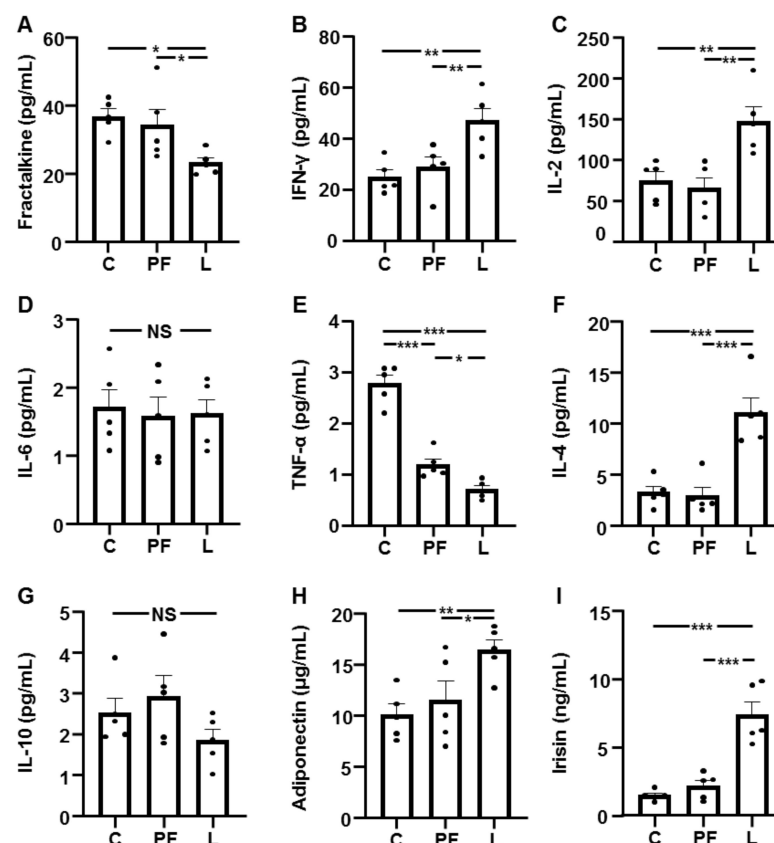 A
Fractalkine (pg/mL)
60
40
20
0
*
*
C PF L
B
IFN-γ (pg/mL)
80
60
40
20
0
**
**
C PF L
C
IL-2 (pg/mL)
250
200
150
100
50
0
**
**
C PF L
D
IL-6 (pg/mL)
3
2
1
0
NS
C PF L
E
TNF-α (pg/mL)
4
3
2
1
0
***
***
*
C PF L
F
IL-4 (pg/mL)
20
15
10
5
0
***
***
C PF L
G
IL-10 (pg/mL)
5
4
3
2
1
0
NS
C PF L
H
Adiponectin (µg/mL)
20
15
10
5
0
**
*
C PF L
I
Irisin (ng/mL)
15
10
5
0
***
***
C PF L